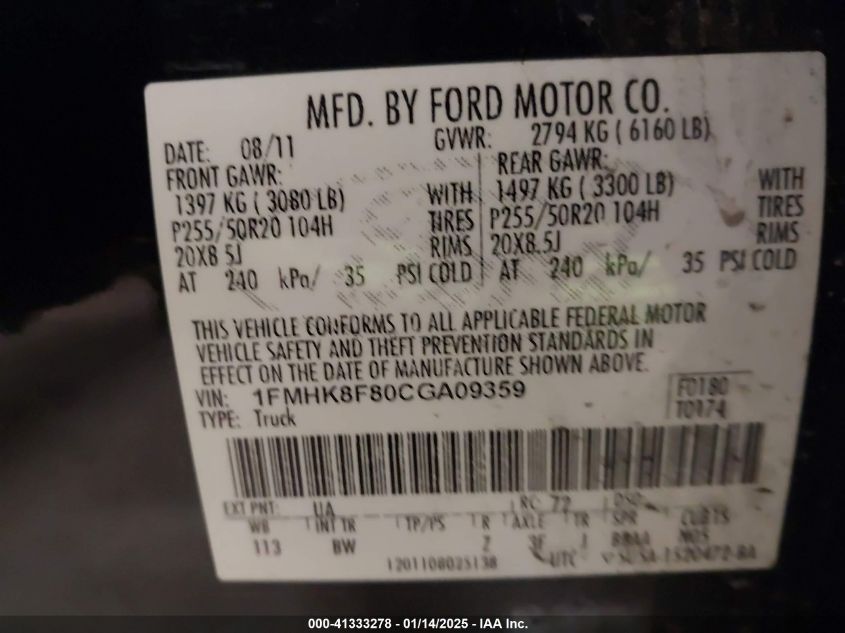 MFD. BY FORD MOTOR CO.
DATE: 08/11 GVWR: 2794 KG ( 6160 LB)
FRONT GAWR: REAR GAWR:
1397 KG ( 3080 LB) WITH 1497 KG ( 3300 LB) WITH
P255/50R20 104H TIRES P255/50R20 104H TIRES
20X8.5J RIMS 20X8.5J RIMS
AT 240 kPa/ 35 PSI COLD AT 240 kPa/ 35 PSI COLD
THIS VEHICLE CONFORMS TO ALL APPLICABLE FEDERAL MOTOR
VEHICLE SAFETY AND THEFT PREVENTION STANDARDS IN
EFFECT ON THE DATE OF MANUFACTURE SHOWN ABOVE.
VIN: 1FMHK8F80CGA09359 F0180
TYPE: Truck T0174
EXT PNT: UA RC: 72 DSO:
WB INT TR TP/PS R AXLE TR SPR
113 BW Z 3F J
1201108025138 UTC
000-41333278 - 01/14/2025 - IAA Inc.